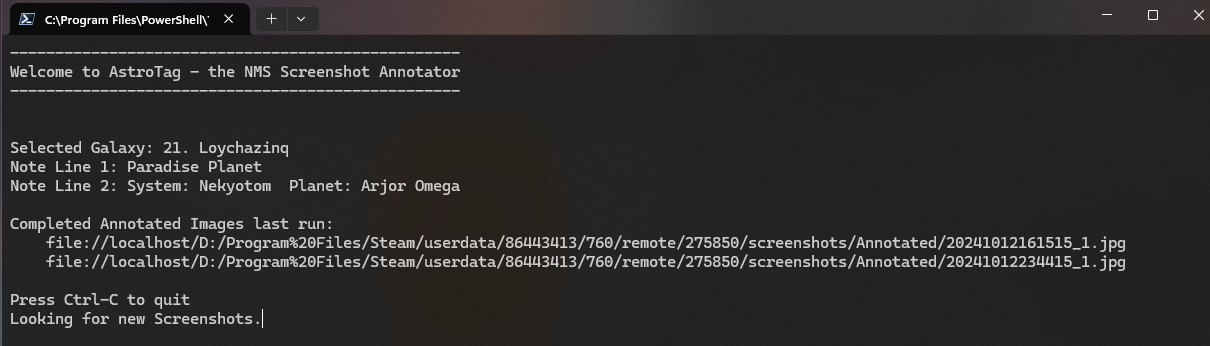 C:\Program Files\PowerShell\
-------------------------------------------------
Welcome to AstroTag - the NMS Screenshot Annotator
-------------------------------------------------
Selected Galaxy: 21. Loychazinq
Note Line 1: Paradise Planet
Note Line 2: System: Nekyotom  Planet: Arjor Omega
Completed Annotated Images last run:
file://localhost/D:/Program%20Files/Steam/userdata/86443413/760/remote/275850/screenshots/Annotated/20241012161515_1.jpg
file://localhost/D:/Program%20Files/Steam/userdata/86443413/760/remote/275850/screenshots/Annotated/20241012234415_1.jpg
Press Ctrl-C to quit
Looking for new Screenshots.